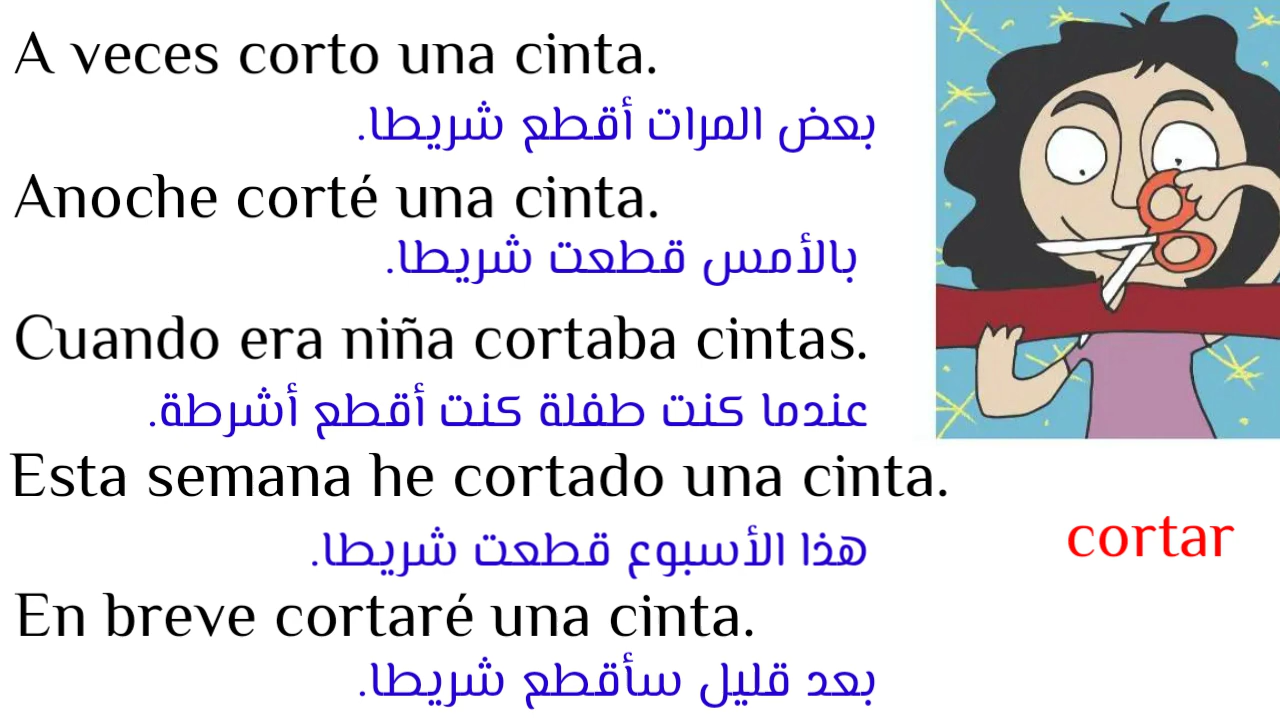 A veces corto una cinta.
بعض المرات أقطع شريطا.
Anoche corté una cinta.
بالأمس قطعت شريطا.
Cuando era niña cortaba cintas.
عندما كنت طفلة كنت أقطع أشرطة.
Esta semana he cortado una cinta.
هذا الأسبوع قطعت شريطا.
cortar
En breve cortaré una cinta.
بعد قليل سأقطع شريطا.